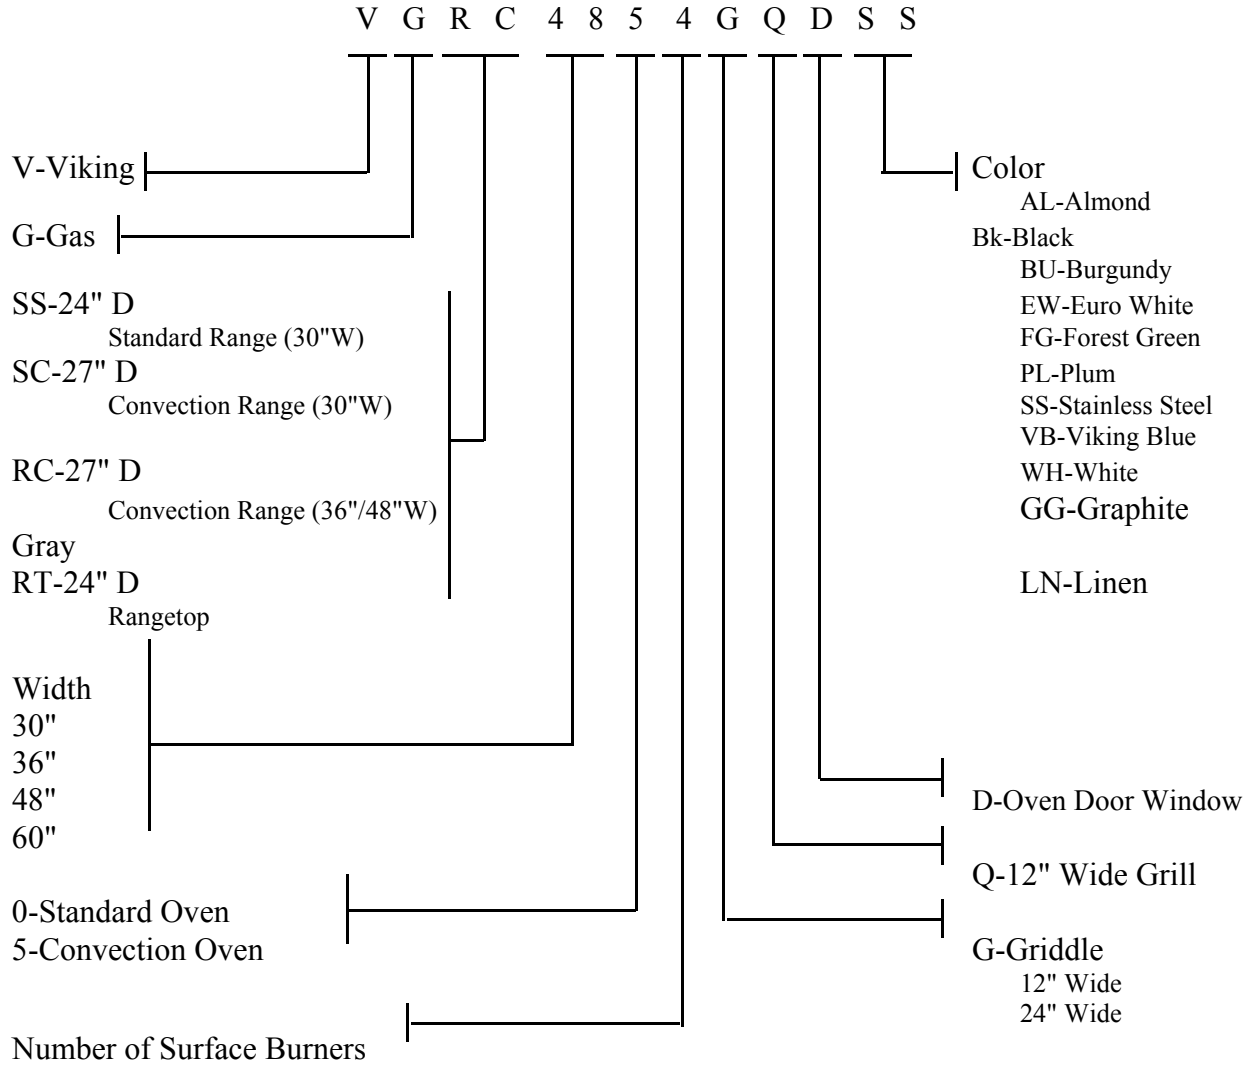 V G R C 4 8 5 4 G Q D S S
V-Viking
G-Gas
SS-24" D
Standard Range (30"W)
SC-27" D
Convection Range (30"W)
RC-27" D
Convection Range (36"/48"W)
Gray
RT-24" D
Rangetop
Width
30"
36"
48"
60"
0-Standard Oven
5-Convection Oven
Number of Surface Burners
Color
AL-Almond
Bk-Black
BU-Burgundy
EW-Euro White
FG-Forest Green
PL-Plum
SS-Stainless Steel
VB-Viking Blue
WH-White
GG-Graphite
LN-Linen
D-Oven Door Window
Q-12" Wide Grill
G-Griddle
12" Wide
24" Wide